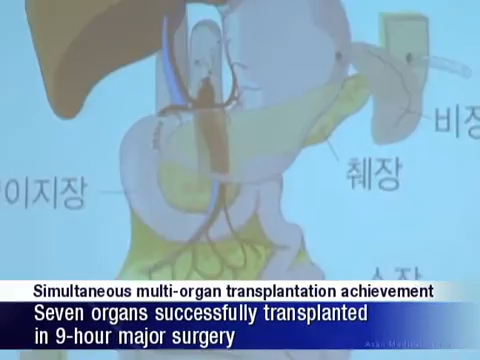 비장
췌장
이지장
Simultaneous multi-organ transplantation achievement
Seven organs successfully transplanted
in 9-hour major surgery